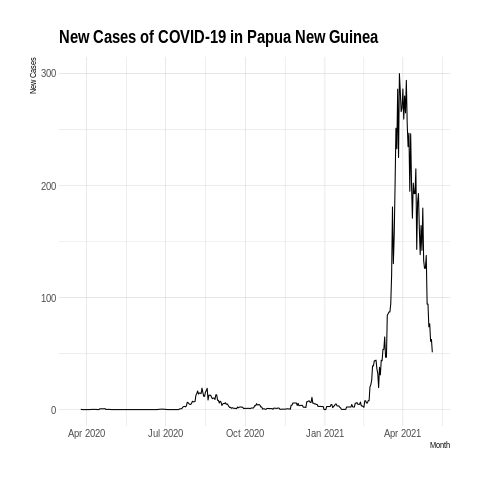 New Cases of COVID-19 in Papua New Guinea
New Cases
300
200
100
0
Apr 2020 Jul 2020 Oct 2020 Jan 2021 Apr 2021
Month